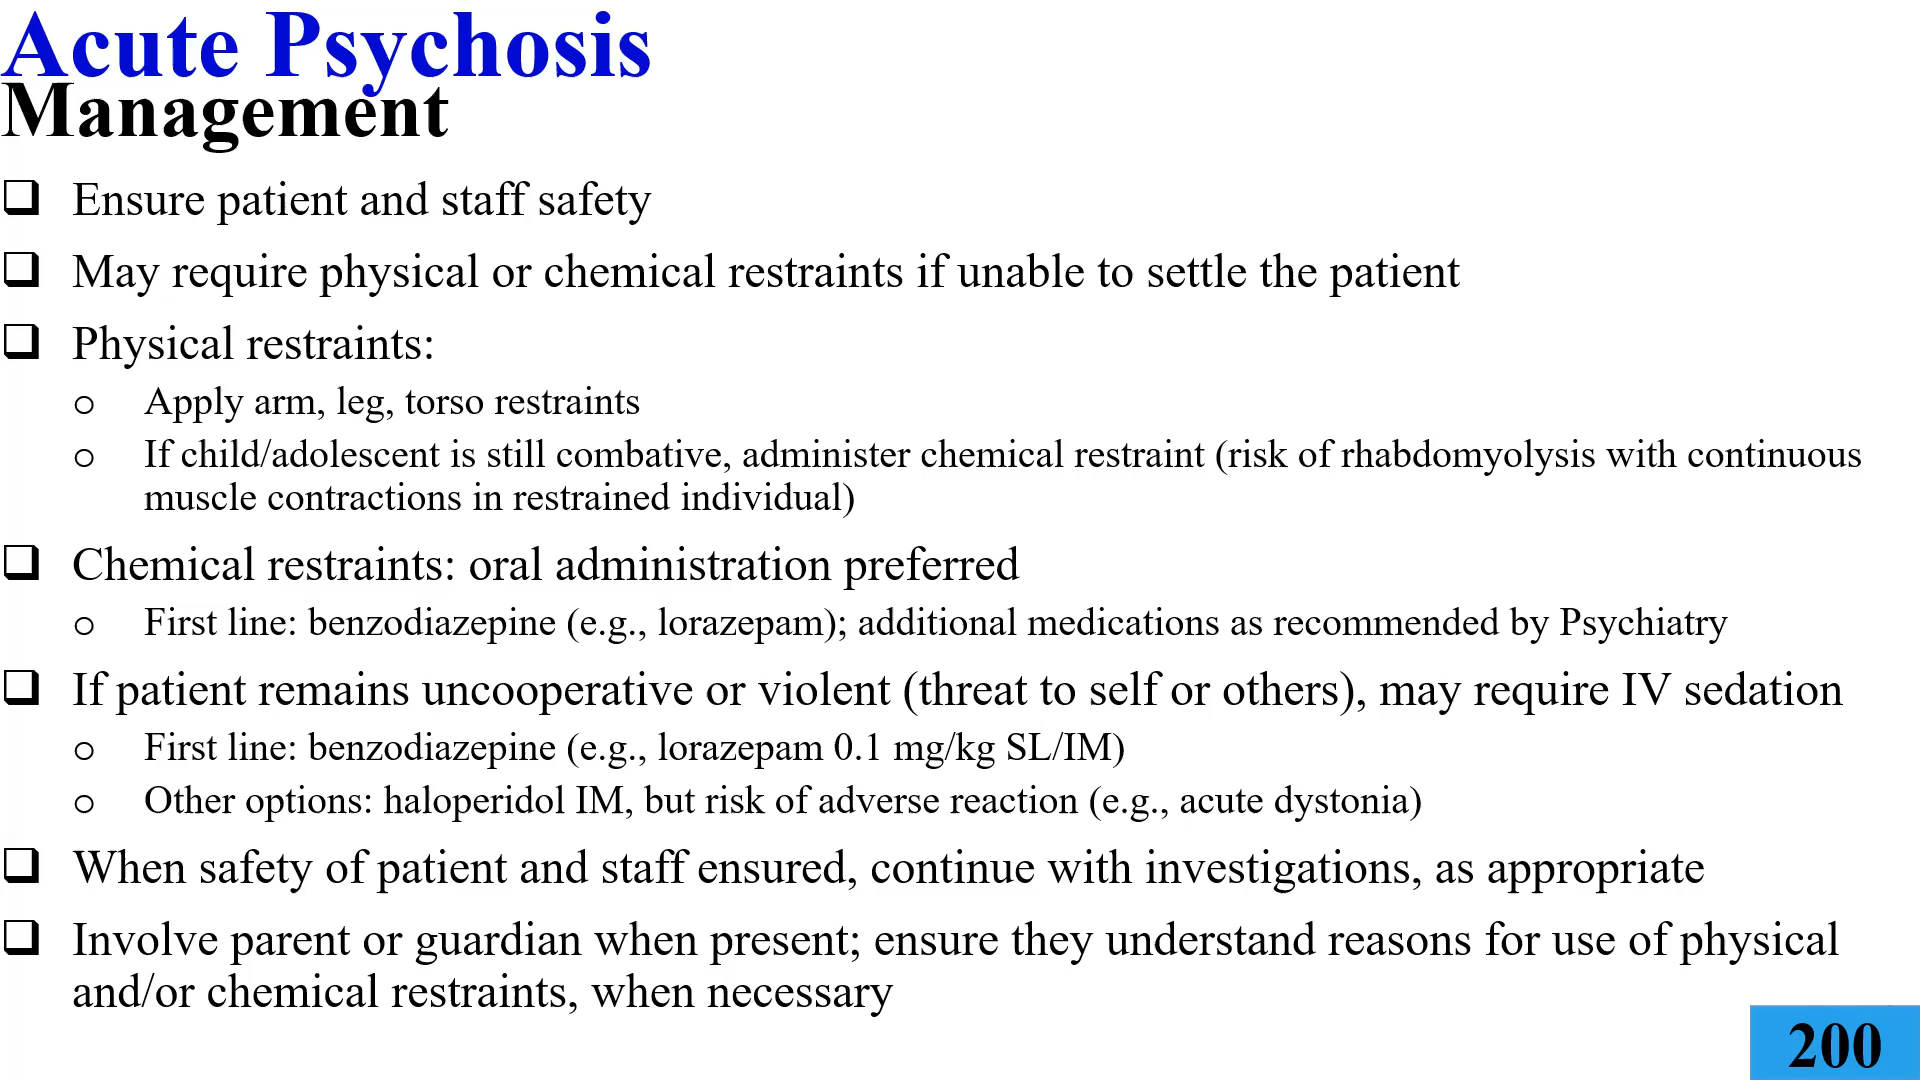 Acute Psychosis
Management
❑ Ensure patient and staff safety
❑ May require physical or chemical restraints if unable to settle the patient
❑ Physical restraints:
o Apply arm, leg, torso restraints
o If child/adolescent is still combative, administer chemical restraint (risk of rhabdomyolysis with continuous
muscle contractions in restrained individual)
❑ Chemical restraints: oral administration preferred
o First line: benzodiazepine (e.g., lorazepam); additional medications as recommended by Psychiatry
❑ If patient remains uncooperative or violent (threat to self or others), may require IV sedation
o First line: benzodiazepine (e.g., lorazepam 0.1 mg/kg SL/IM)
o Other options: haloperidol IM, but risk of adverse reaction (e.g., acute dystonia)
❑ When safety of patient and staff ensured, continue with investigations, as appropriate
❑ Involve parent or guardian when present; ensure they understand reasons for use of physical
and/or chemical restraints, when necessary
200